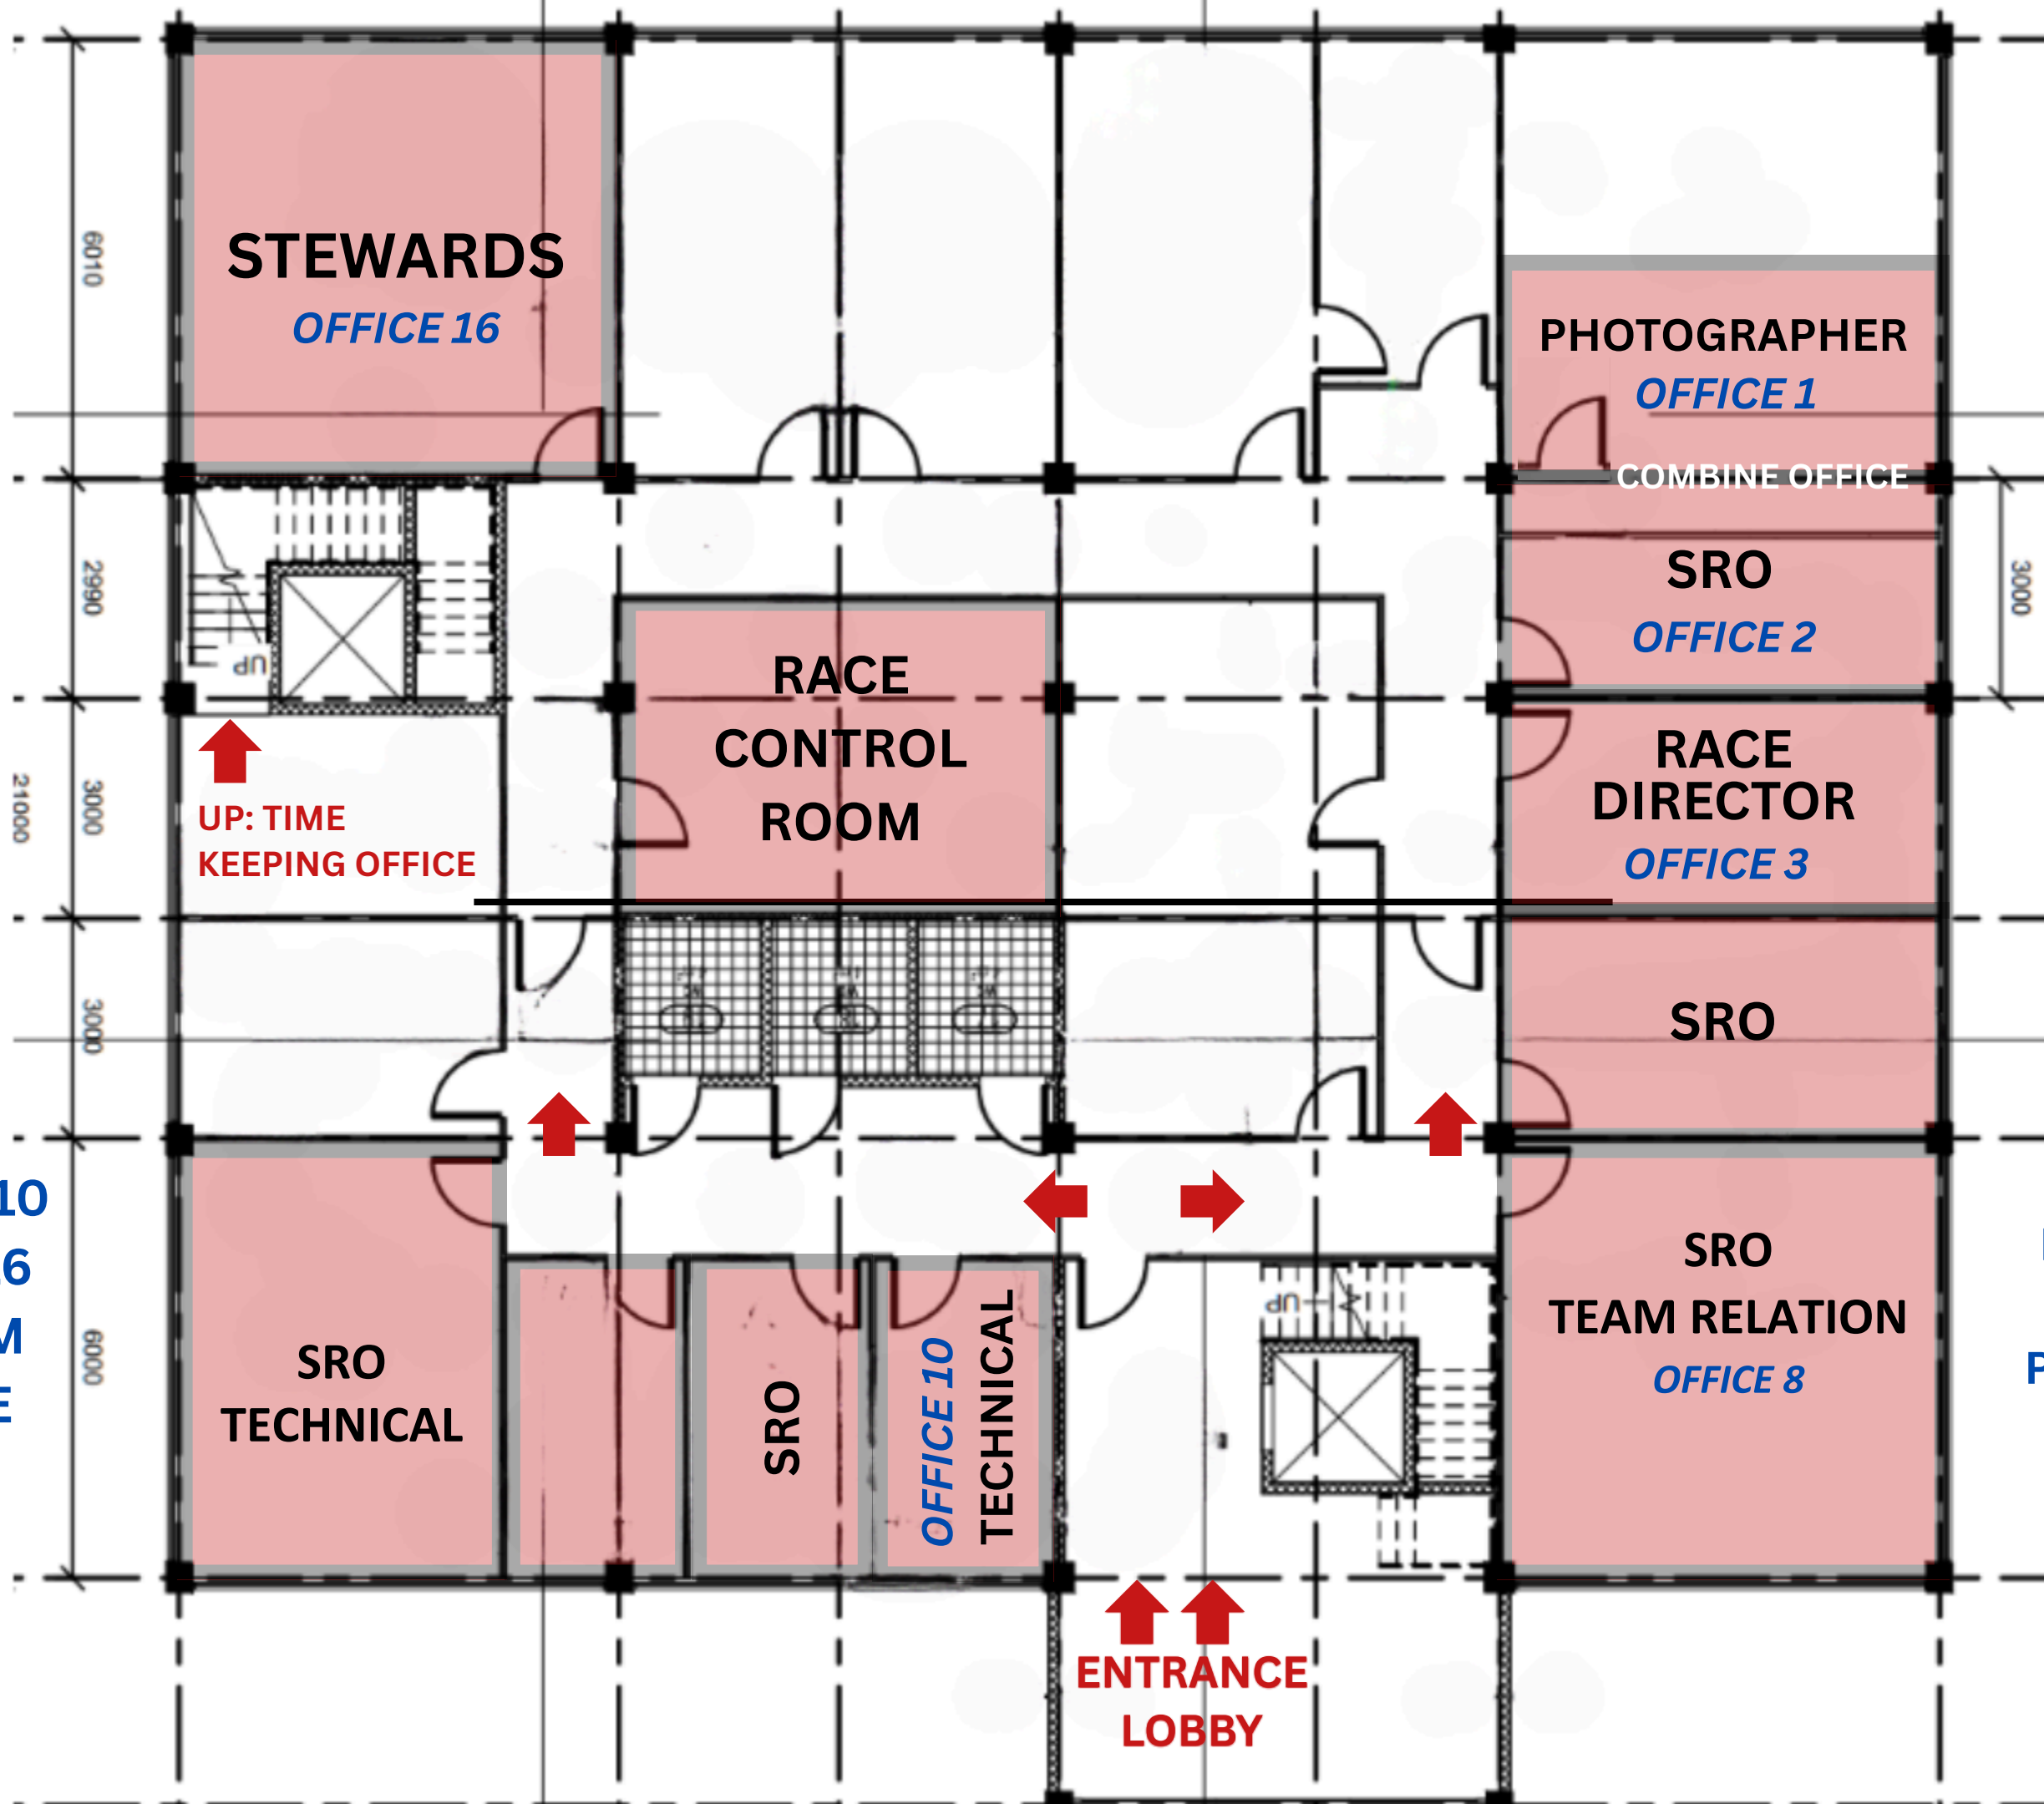 STEWARDS
OFFICE 16
6010
PHOTOGRAPHER
OFFICE 1
COMBINE OFFICE
SRO
OFFICE 2
2990
3000
UP
RACE
CONTROL
ROOM
RACE
DIRECTOR
OFFICE 3
UP: TIME
KEEPING OFFICE
3000
21000
SRO
3000
10
6
M
E
SRO
TEAM RELATION
OFFICE 8
UP
6000
SRO
TECHNICAL
SRO
OFFICE 10
TECHNICAL
P
ENTRANCE
LOBBY